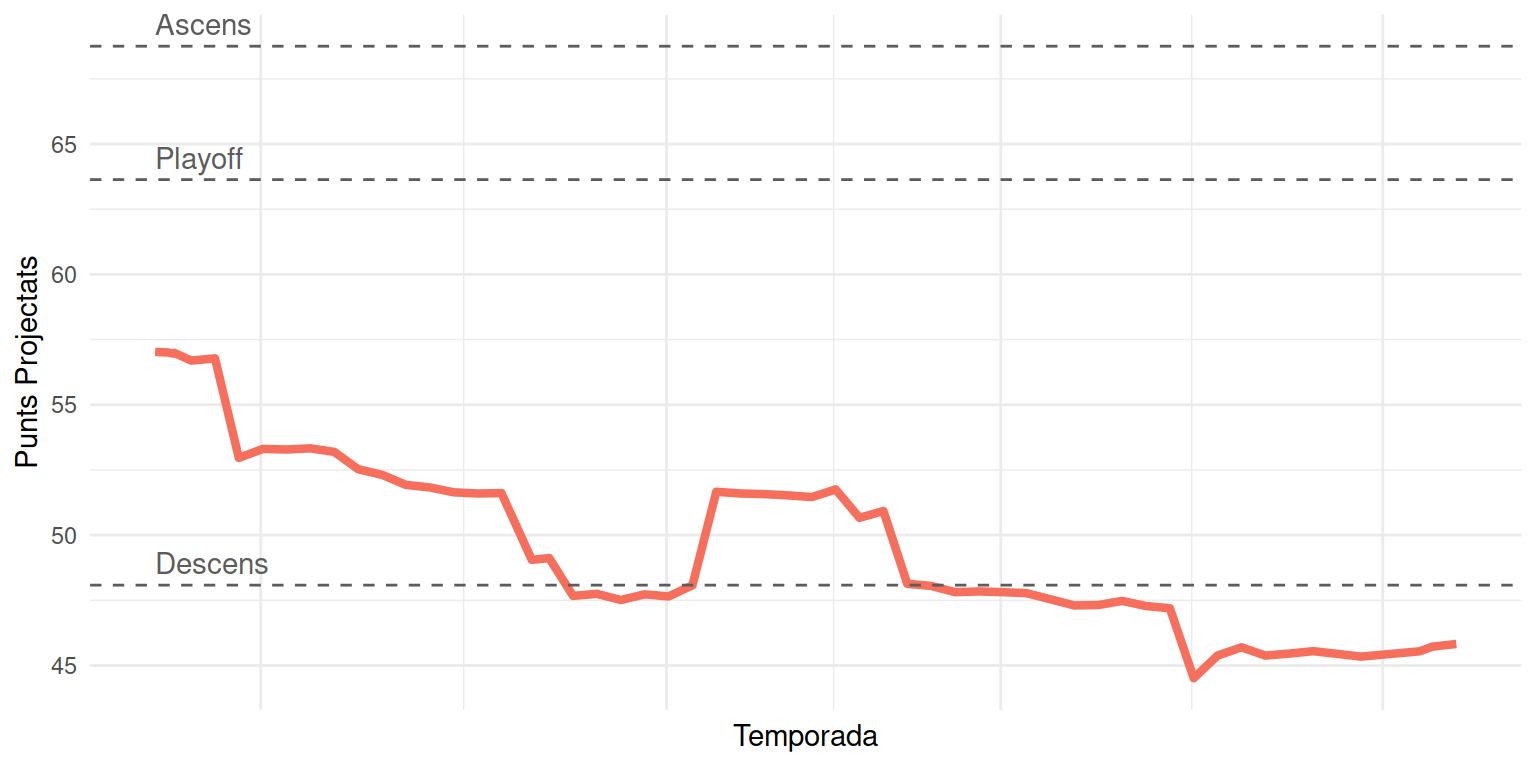 Ascens
65
Playoff
60
Punts Projectats
55
50
Descens
45
Temporada